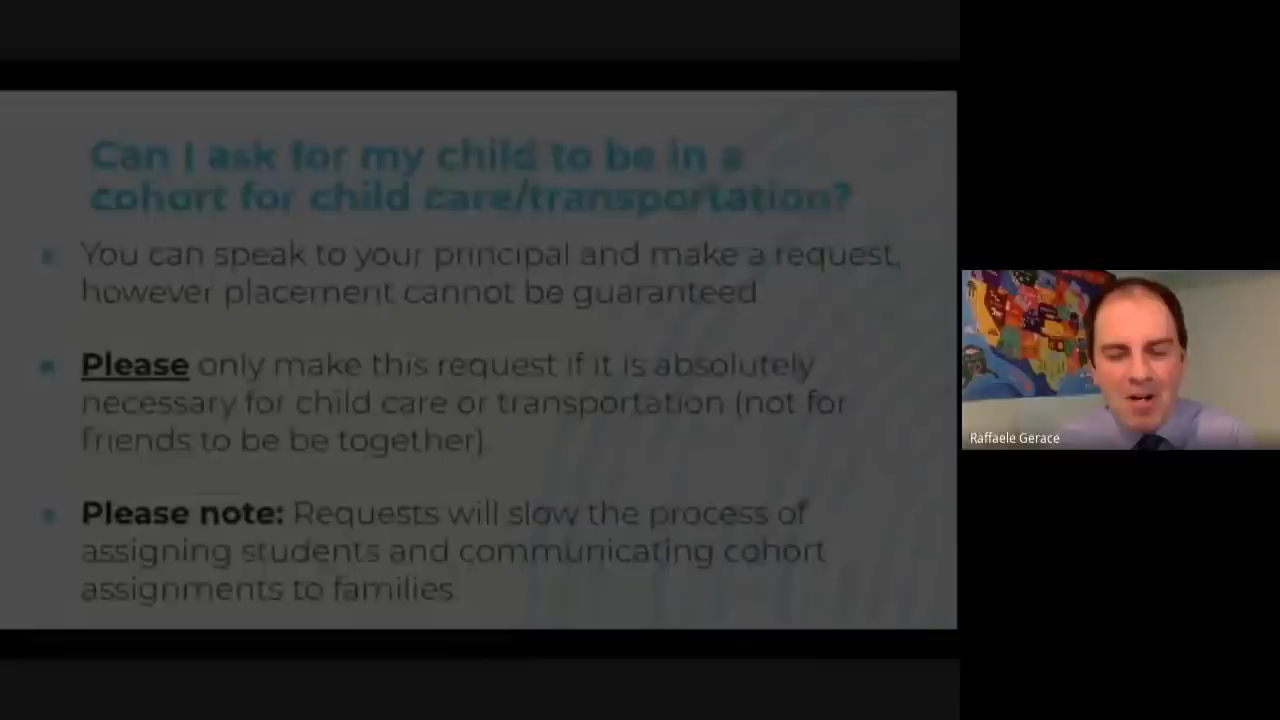 Can I ask for my child to be in a
cohort for child care/transportation?
You can speak to your principal and make a request,
however placement cannot be guaranteed
Please only make this request if it is absolutely
necessary for child care or transportation (not for
friends to be be together).
Please note: Requests will slow the process of
assigning students and communicating cohort
assignments to families
Raffaele Gerace